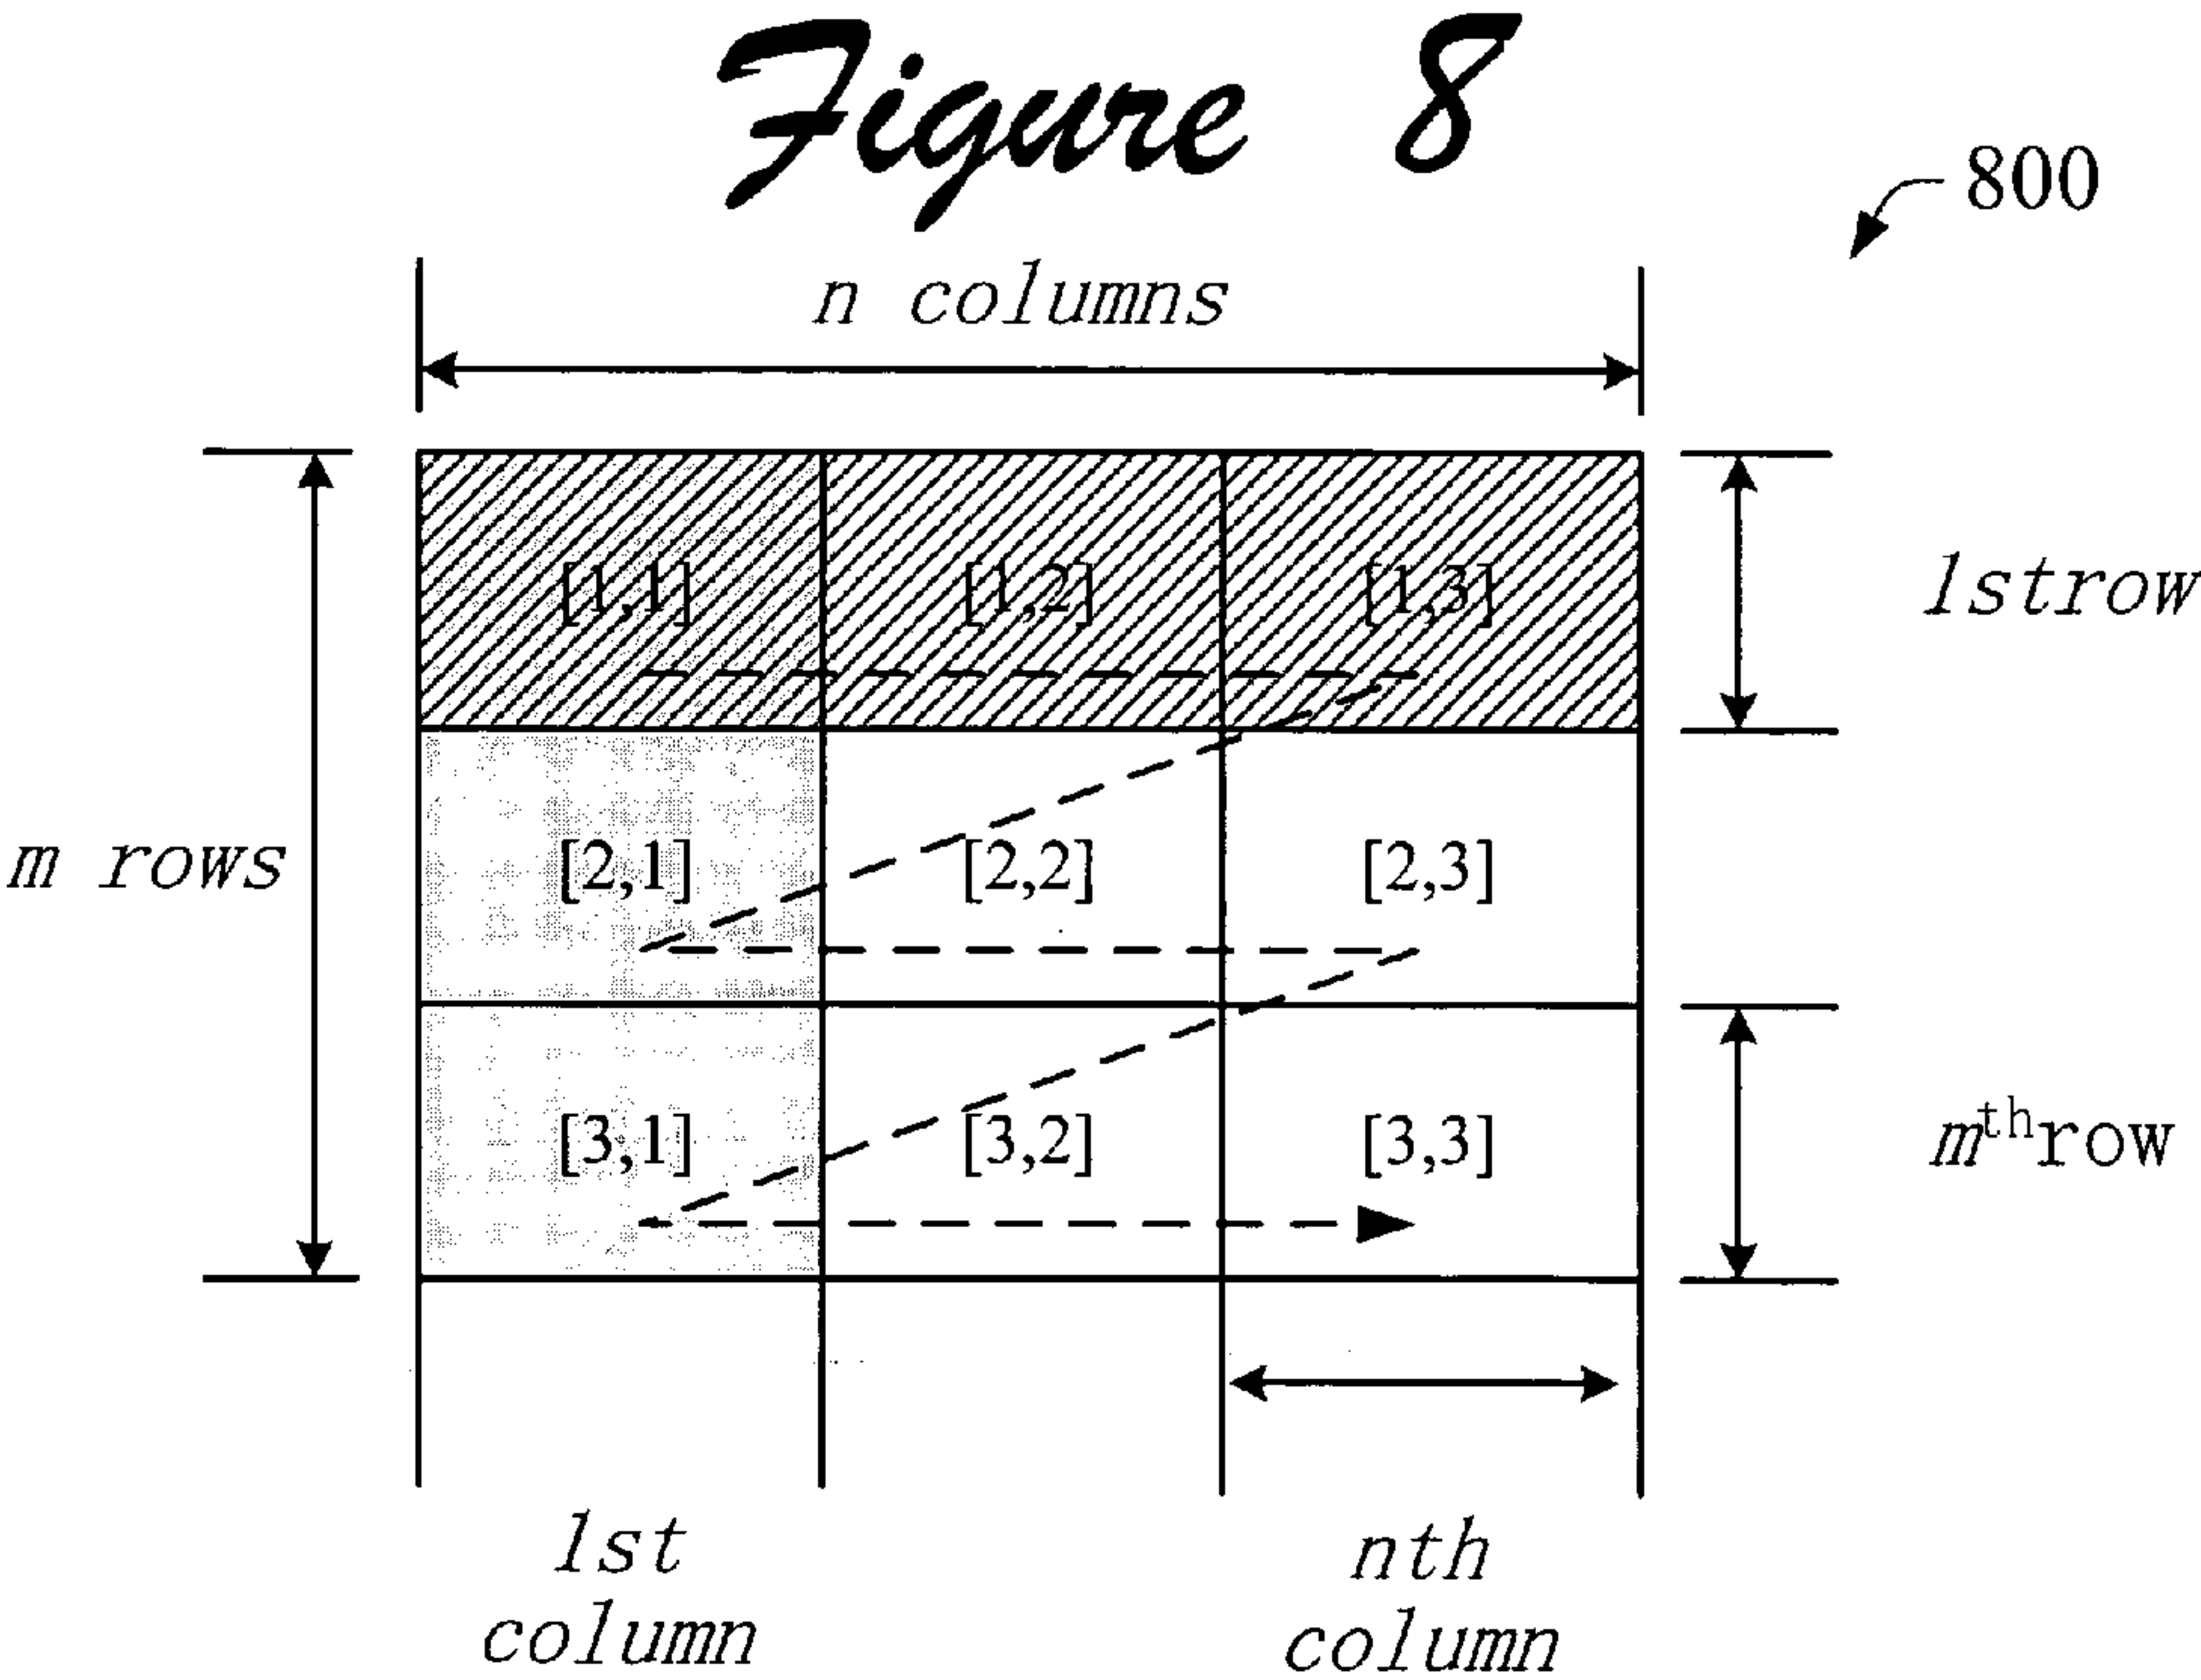 Figure 8
800
n columns
[1,1] [1,2] [1,3]
1strow
m rows
[2,1] [2,2] [2,3]
[3,1] [3,2] [3,3]
mthrow
1st
column
nth
column